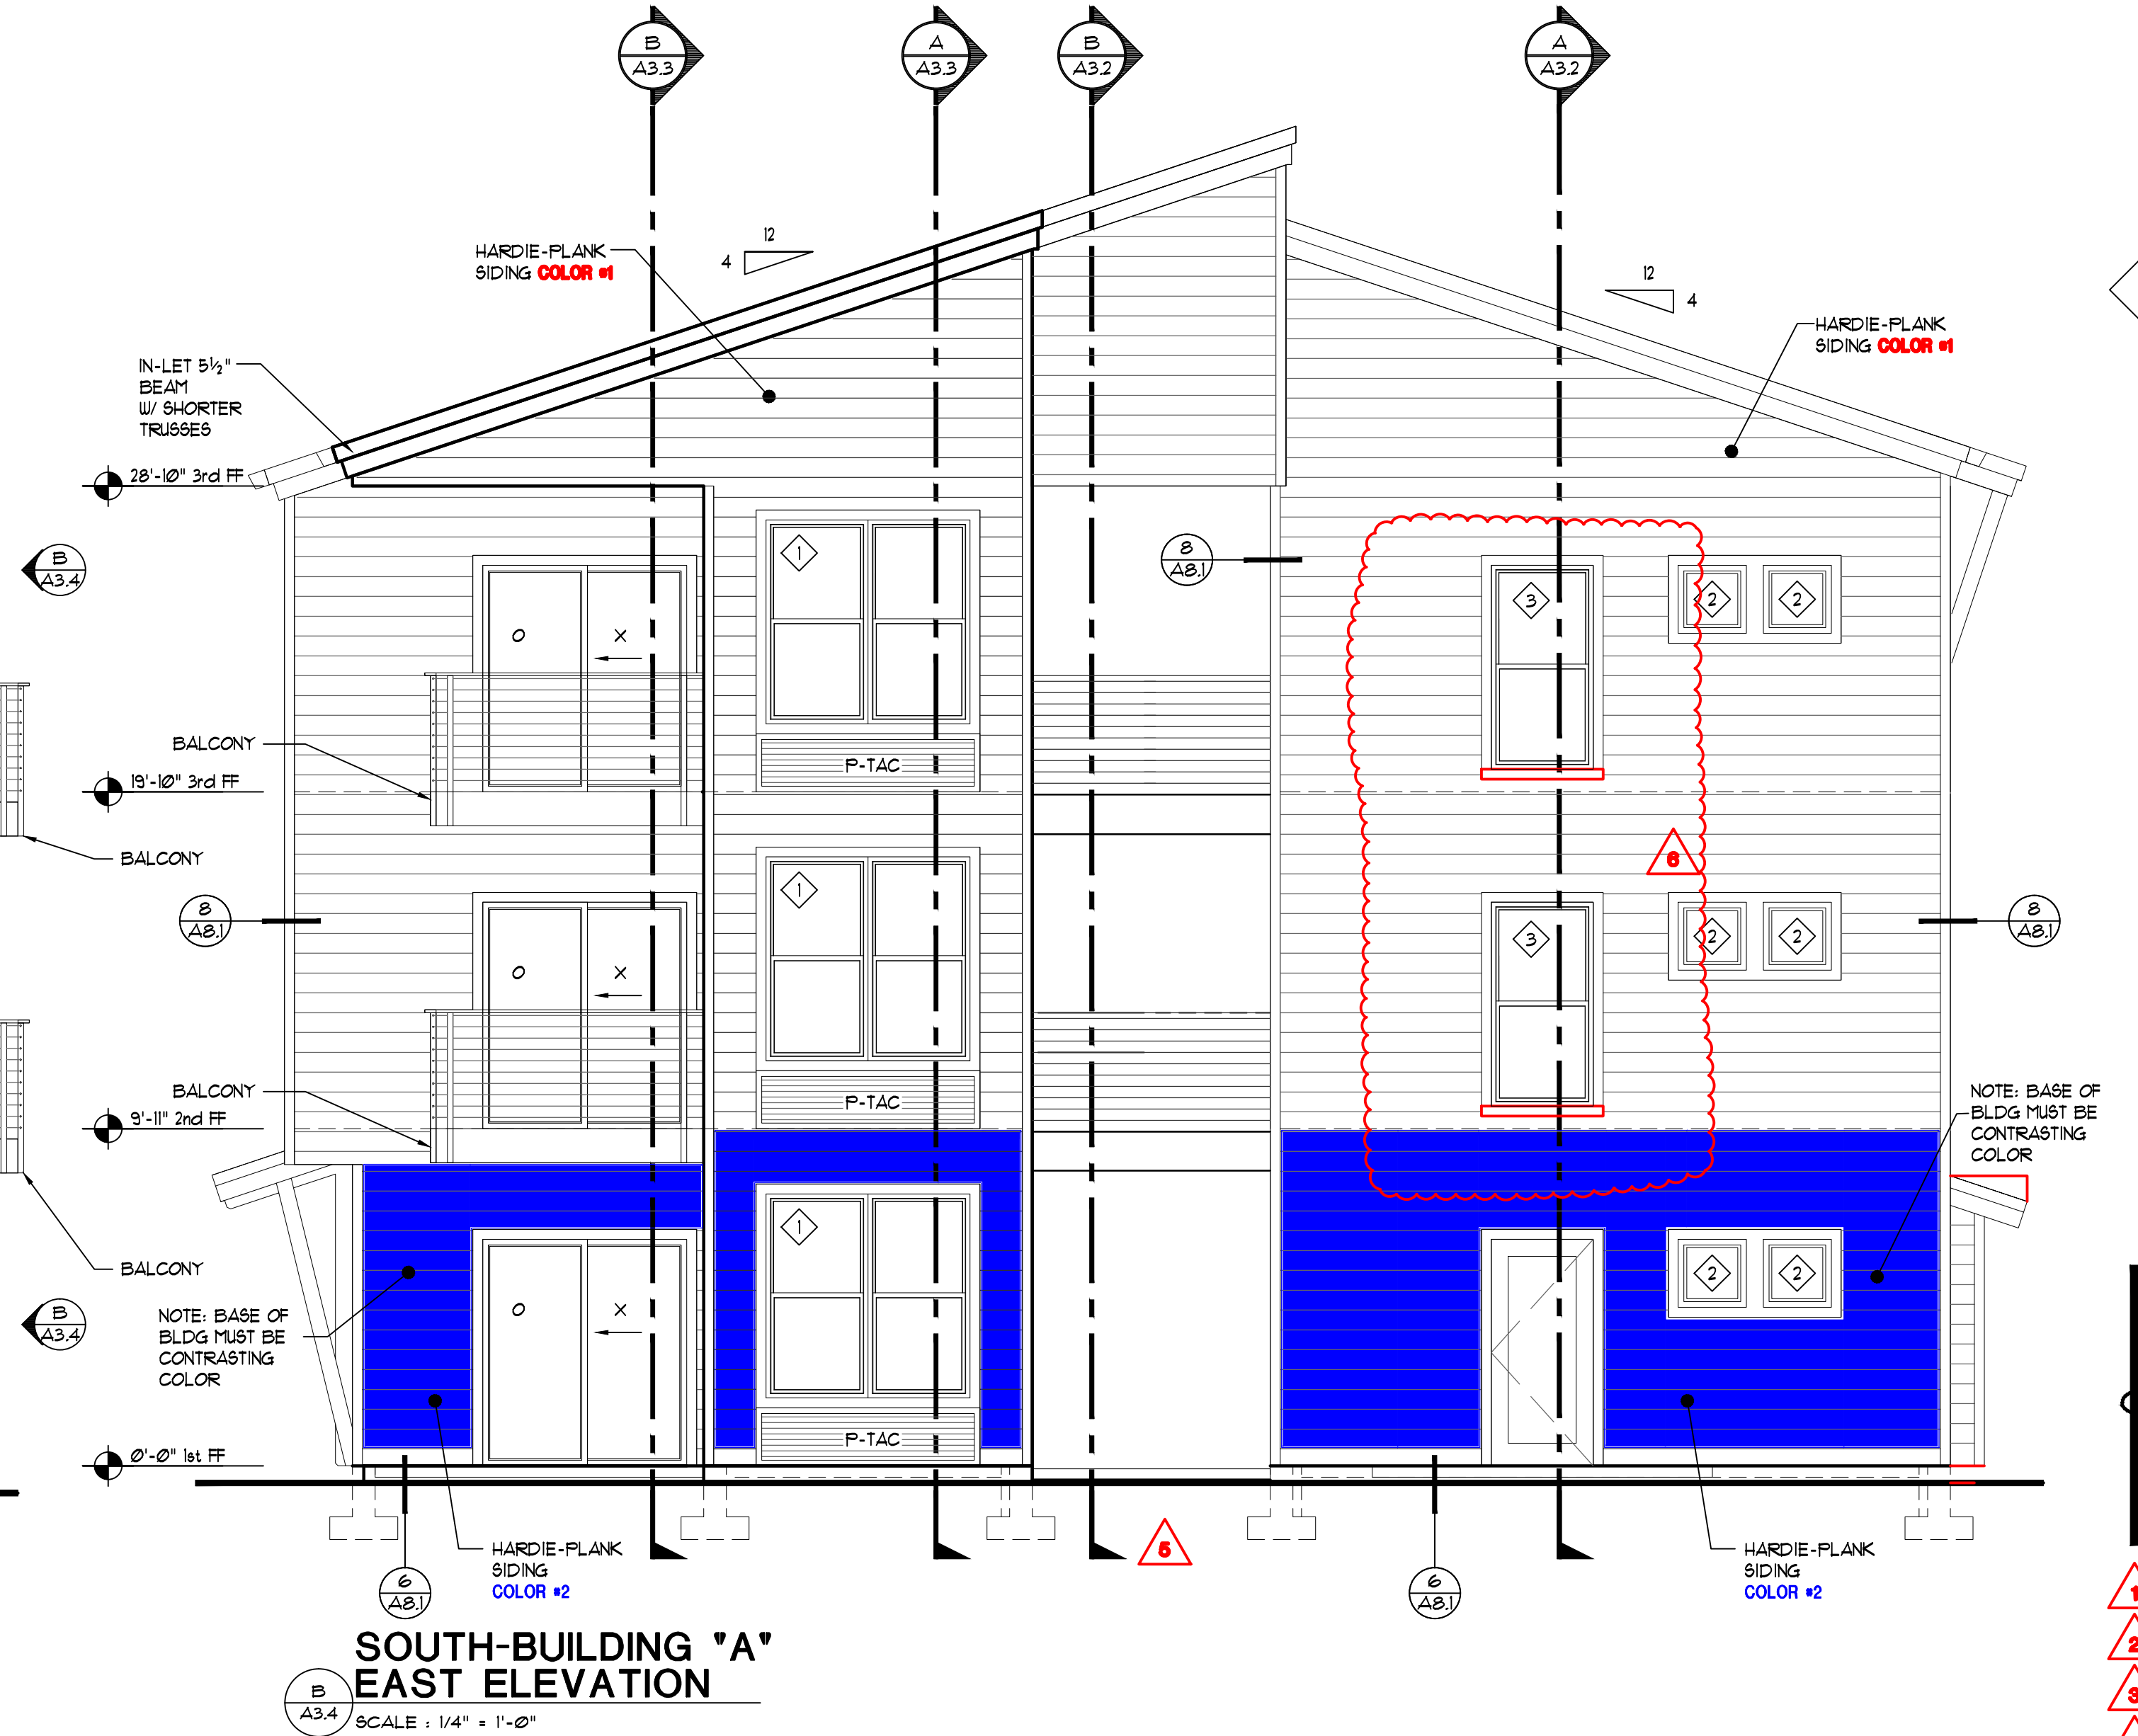 B
A3.3
A
A3.3
B
A3.2
A
A3.2
12
4
HARDIE-PLANK
SIDING COLOR #1
12
4
HARDIE-PLANK
SIDING COLOR #1
IN-LET 5½"
BEAM
W/ SHORTER
TRUSSES
28'-10" 3rd FF
B
A3.4
8
A8.1
1
3
2
2
O
X
BALCONY
P-TAC
19'-10" 3rd FF
BALCONY
6
8
A8.1
1
3
2
2
8
A8.1
O
X
BALCONY
P-TAC
9'-11" 2nd FF
NOTE: BASE OF
BLDG MUST BE
CONTRASTING
COLOR
BALCONY
1
2
2
B
A3.4
O
X
NOTE: BASE OF
BLDG MUST BE
CONTRASTING
COLOR
P-TAC
0'-0" 1st FF
5
HARDIE-PLANK
SIDING
COLOR #2
6
A8.1
6
A8.1
HARDIE-PLANK
SIDING
COLOR #2
1
2
3
SOUTH-BUILDING "A"
EAST ELEVATION
B
A3.4
SCALE : 1/4" = 1'-0"